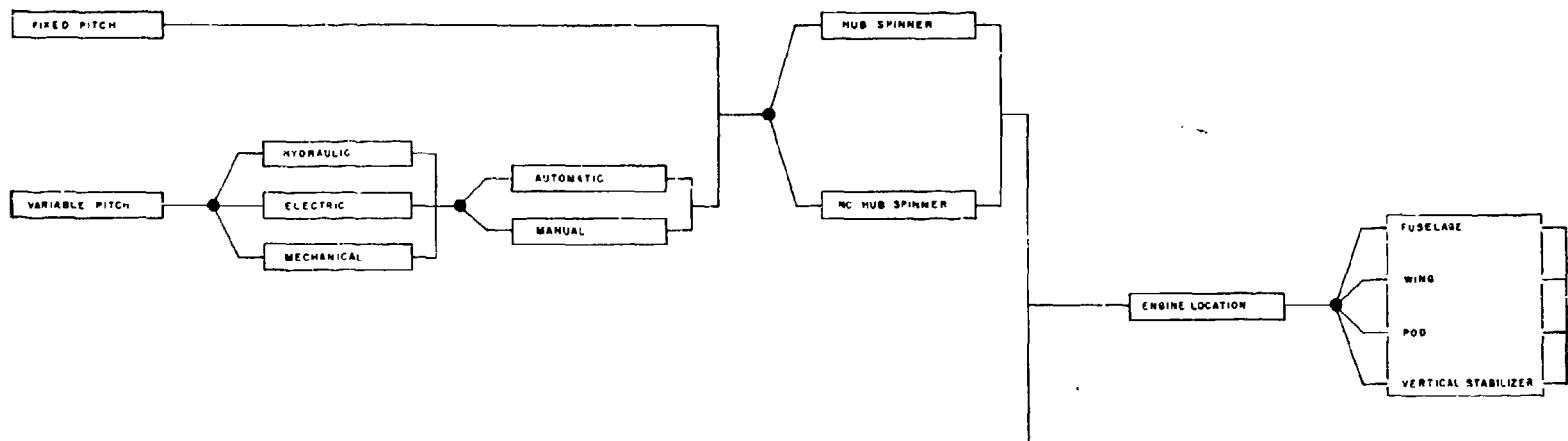 FIXED PITCH
HUB SPINNER
HYDRAULIC
AUTOMATIC
VARIABLE PITCH
ELECTRIC
NO HUB SPINNER
MANUAL
MECHANICAL
FUSELAGE
WING
ENGINE LOCATION
POD
VERTICAL STABILIZER